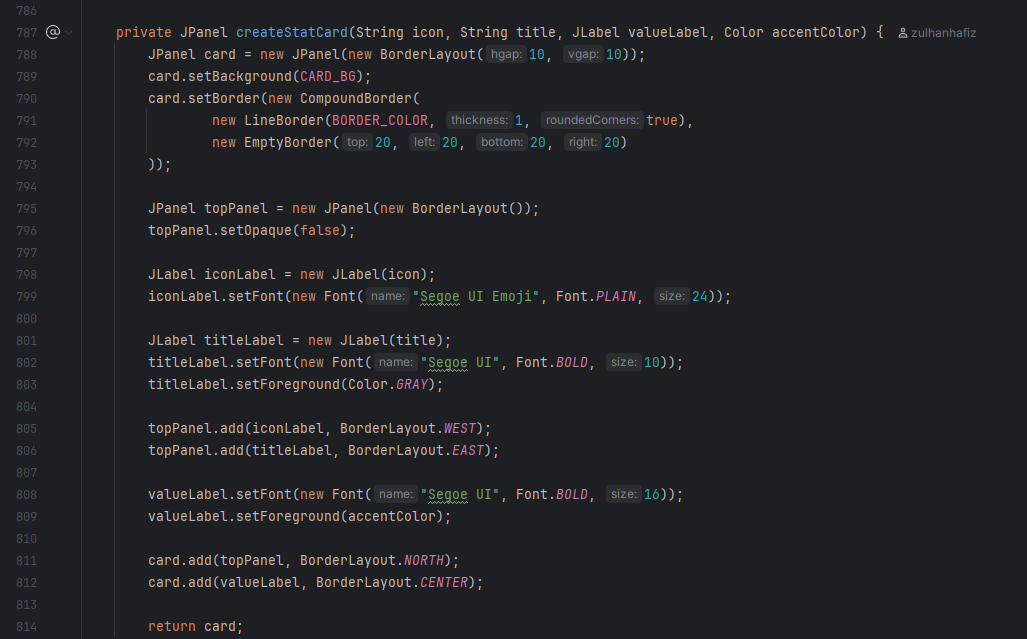 786
787 @ private JPanel createStatCard(String icon, String title, JLabel valueLabel, Color accentColor) { zulhanhafiz
788 JPanel card = new JPanel(new BorderLayout( hgap: 10, vgap: 10));
789 card.setBackground(CARD_BG);
790 card.setBorder(new CompoundBorder(
791 new LineBorder(BORDER_COLOR, thickness: 1, roundedCorners: true),
792 new EmptyBorder( top: 20, left: 20, bottom: 20, right: 20)
793 ));
794
795 JPanel topPanel = new JPanel(new BorderLayout());
796 topPanel.setOpaque(false);
797
798 JLabel iconLabel = new JLabel(icon);
799 iconLabel.setFont(new Font( name: "Segoe UI Emoji", Font.PLAIN, size: 24));
800
801 JLabel titleLabel = new JLabel(title);
802 titleLabel.setFont(new Font( name: "Segoe UI", Font.BOLD, size: 10));
803 titleLabel.setForeground(Color.GRAY);
804
805 topPanel.add(iconLabel, BorderLayout.WEST);
806 topPanel.add(titleLabel, BorderLayout.EAST);
807
808 valueLabel.setFont(new Font( name: "Segoe UI", Font.BOLD, size: 16));
809 valueLabel.setForeground(accentColor);
810
811 card.add(topPanel, BorderLayout.NORTH);
812 card.add(valueLabel, BorderLayout.CENTER);
813
814 return card;